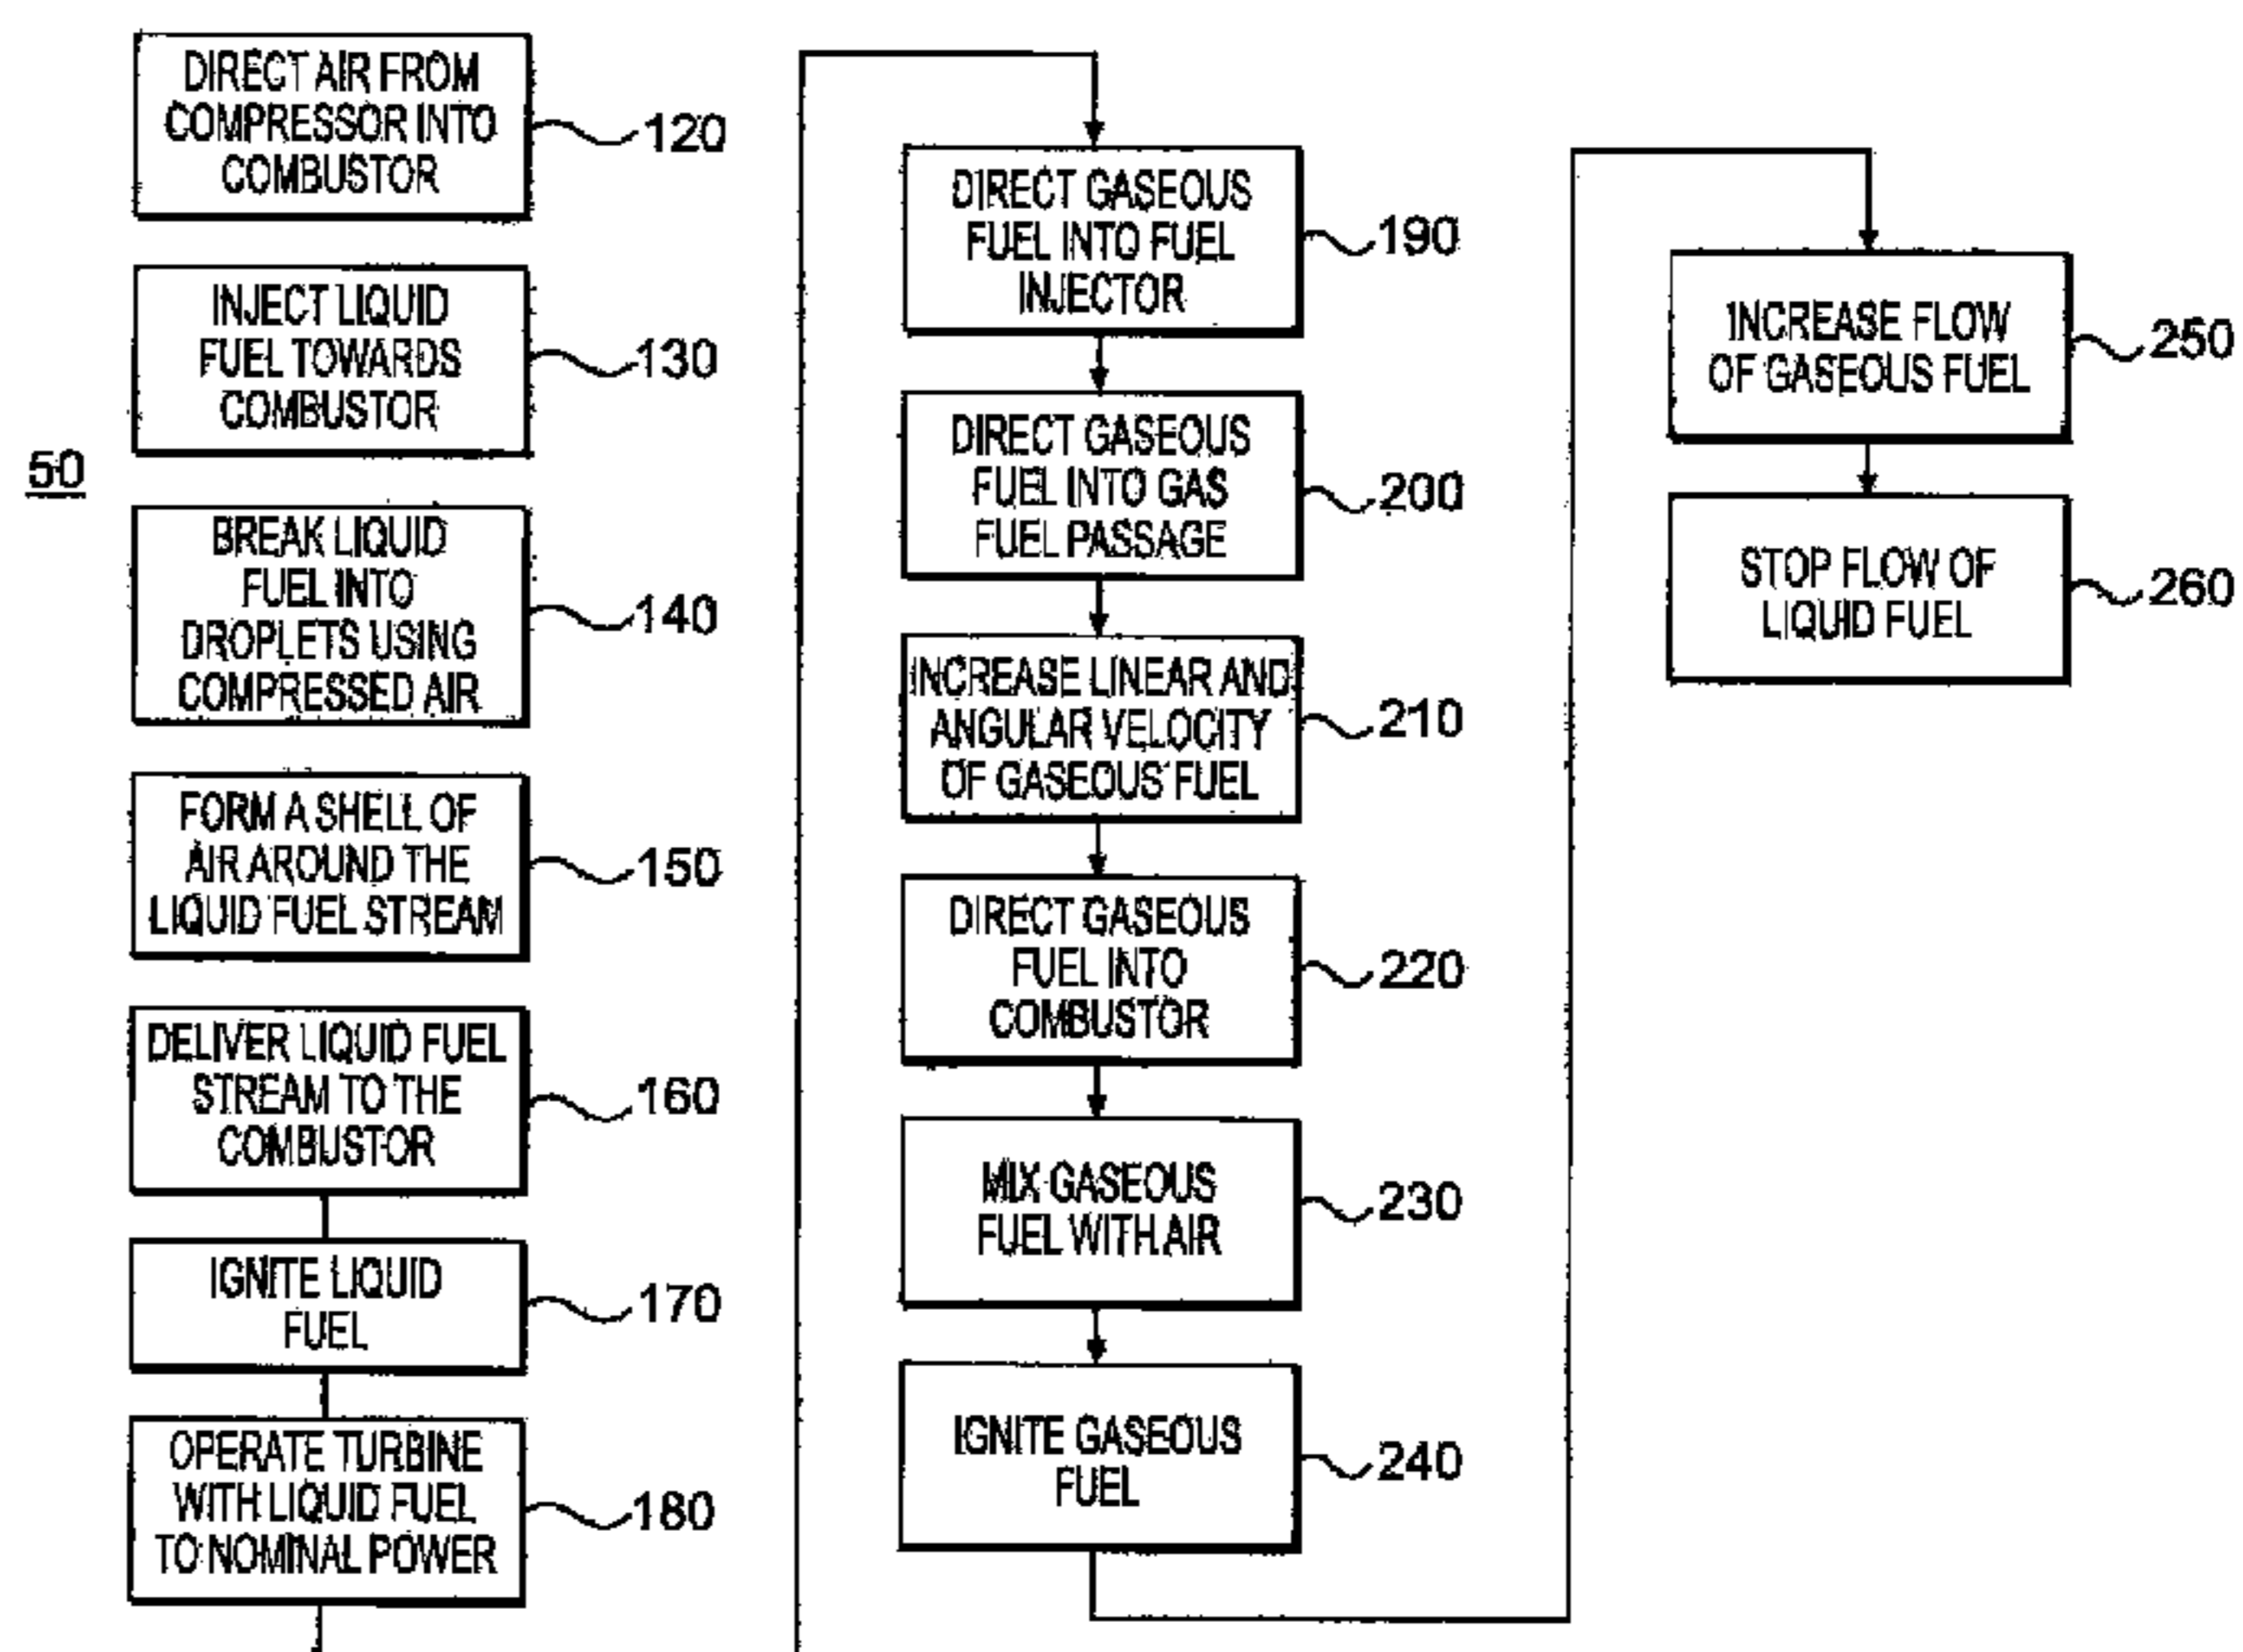 50
DIRECT AIR FROM
COMPRESSOR INTO
COMBUSTOR
120
INJECT LIQUID
FUEL TOWARDS
COMBUSTOR
130
BREAK LIQUID
FUEL INTO
DROPLETS USING
COMPRESSED AIR
140
FORM A SHELL OF
AIR AROUND THE
LIQUID FUEL STREAM
150
DELIVER LIQUID FUEL
STREAM TO THE
COMBUSTOR
160
IGNITE LIQUID
FUEL
170
OPERATE TURBINE
WITH LIQUID FUEL
TO NOMINAL POWER
180
DIRECT GASEOUS
FUEL INTO FUEL
INJECTOR
190
DIRECT GASEOUS
FUEL INTO GAS
FUEL PASSAGE
200
INCREASE LINEAR AND
ANGULAR VELOCITY
OF GASEOUS FUEL
210
DIRECT GASEOUS
FUEL INTO
COMBUSTOR
220
MIX GASEOUS
FUEL WITH AIR
230
IGNITE GASEOUS
FUEL
240
INCREASE FLOW
OF GASEOUS FUEL
250
STOP FLOW OF
LIQUID FUEL
260